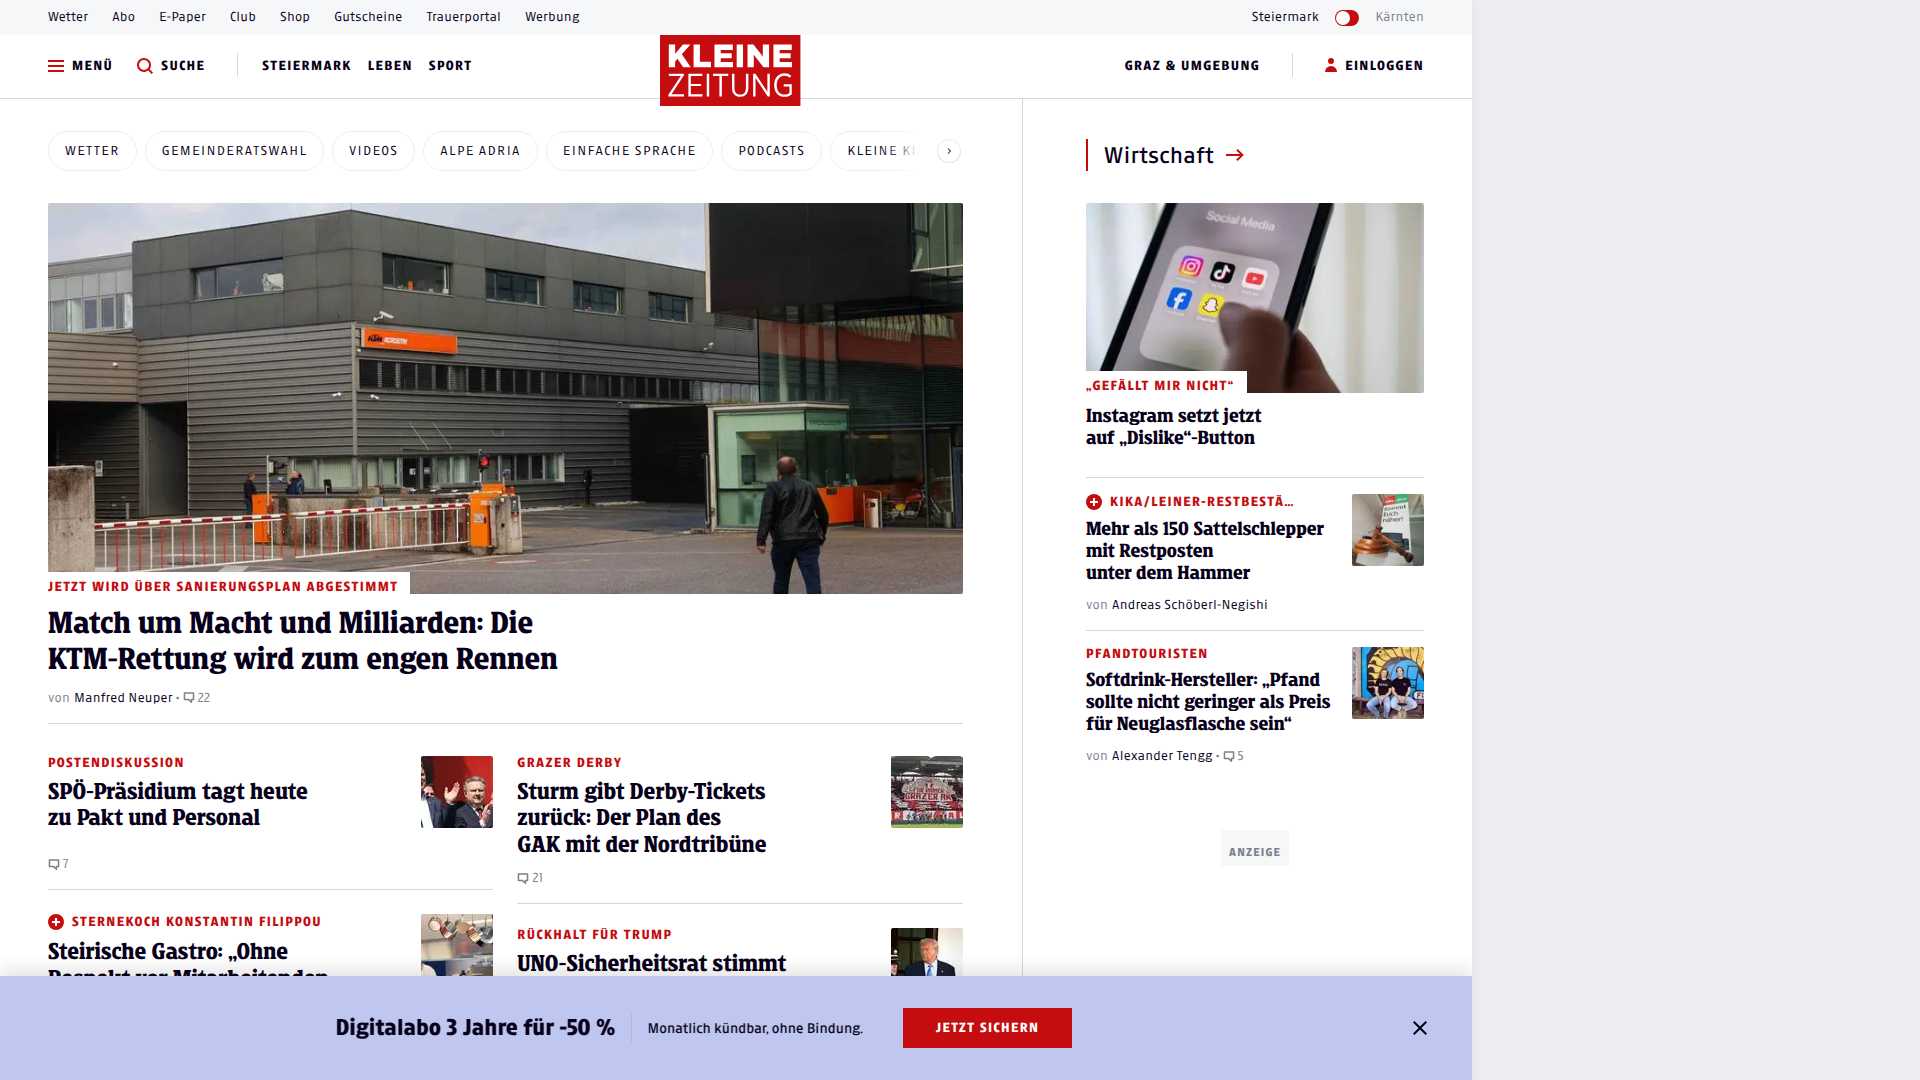 Wetter Abo E-Paper Club Shop Gutscheine Trauerportal Werbung
Steiermark Kärnten
MENÜ SUCHE STEIERMARK LEBEN SPORT
KLEINE
ZEITUNG
GRAZ & UMGEBUNG EINLOGGEN
WETTER GEMEINDERATSWAHL VIDEOS ALPE ADRIA EINFACHE SPRACHE PODCASTS KLEINE
JETZT WIRD ÜBER SANIERUNGSPLAN ABGESTIMMT
Match um Macht und Milliarden: Die
KTM-Rettung wird zum engen Rennen
von Manfred Neuper • 22
POSTENDISKUSSION
SPÖ-Präsidium tagt heute
zu Pakt und Personal
7
STERNEKOCH KONSTANTIN FILIPPOU
Steirische Gastro: „Ohne
Respekt vor Mitarbeitenden
GRAZER DERBY
Sturm gibt Derby-Tickets
zurück: Der Plan des
GAK mit der Nordtribüne
21
RÜCKHALT FÜR TRUMP
UNO-Sicherheitsrat stimmt
Wirtschaft
Social Media
„GEFÄLLT MIR NICHT“
Instagram setzt jetzt
auf „Dislike“-Button
KIKA/LEINER-RESTBESTÄ...
Mehr als 150 Sattelschlepper
mit Restposten
unter dem Hammer
von Andreas Schöberl-Negishi
PFANDTOURISTEN
Softdrink-Hersteller: „Pfand
sollte nicht geringer als Preis
für Neuglasflasche sein“
von Alexander Tengg • 5
ANZEIGE
Digitalabo 3 Jahre für -50 %
Monatlich kündbar, ohne Bindung.
JETZT SICHERN